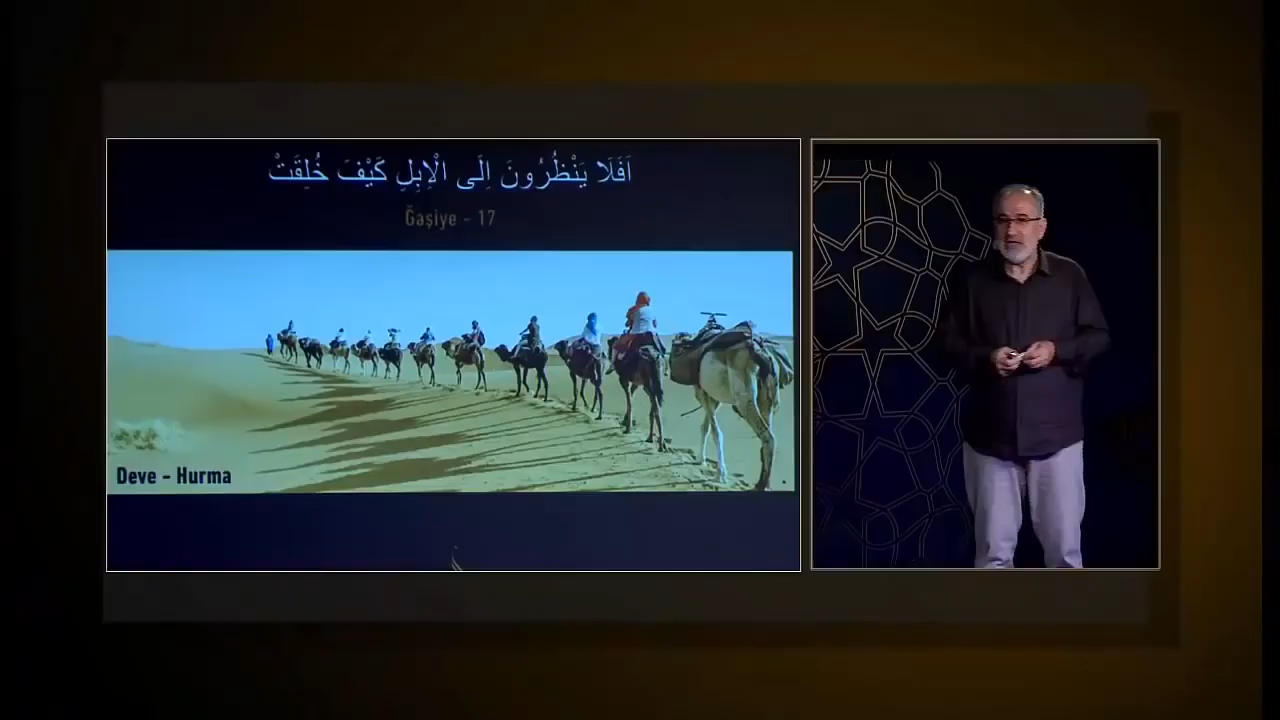 اَفَلَا يَنْظُرُونَ اِلَى الْاِبِلِ كَيْفَ خُلِقَتْ
Ğaşiye - 17
Deve - Hurma